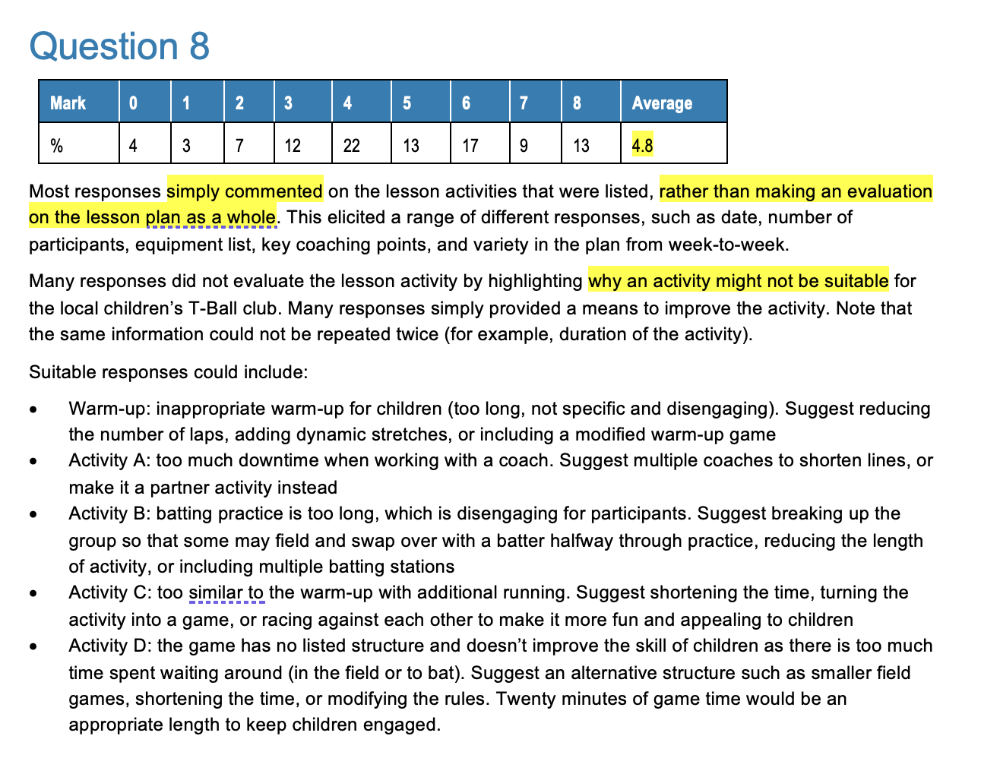 Question 8
Mark 0 1 2 3 4 5 6 7 8 Average
% 4 3 7 12 22 13 17 9 13 4.8
Most responses simply commented on the lesson activities that were listed, rather than making an evaluation
on the lesson plan as a whole. This elicited a range of different responses, such as date, number of
participants, equipment list, key coaching points, and variety in the plan from week-to-week.
Many responses did not evaluate the lesson activity by highlighting why an activity might not be suitable for
the local children’s T-Ball club. Many responses simply provided a means to improve the activity. Note that
the same information could not be repeated twice (for example, duration of the activity).
Suitable responses could include:
• Warm-up: inappropriate warm-up for children (too long, not specific and disengaging). Suggest reducing
the number of laps, adding dynamic stretches, or including a modified warm-up game
• Activity A: too much downtime when working with a coach. Suggest multiple coaches to shorten lines, or
make it a partner activity instead
• Activity B: batting practice is too long, which is disengaging for participants. Suggest breaking up the
group so that some may field and swap over with a batter halfway through practice, reducing the length
of activity, or including multiple batting stations
• Activity C: too similar to the warm-up with additional running. Suggest shortening the time, turning the
activity into a game, or racing against each other to make it more fun and appealing to children
• Activity D: the game has no listed structure and doesn’t improve the skill of children as there is too much
time spent waiting around (in the field or to bat). Suggest an alternative structure such as smaller field
games, shortening the time, or modifying the rules. Twenty minutes of game time would be an
appropriate length to keep children engaged.